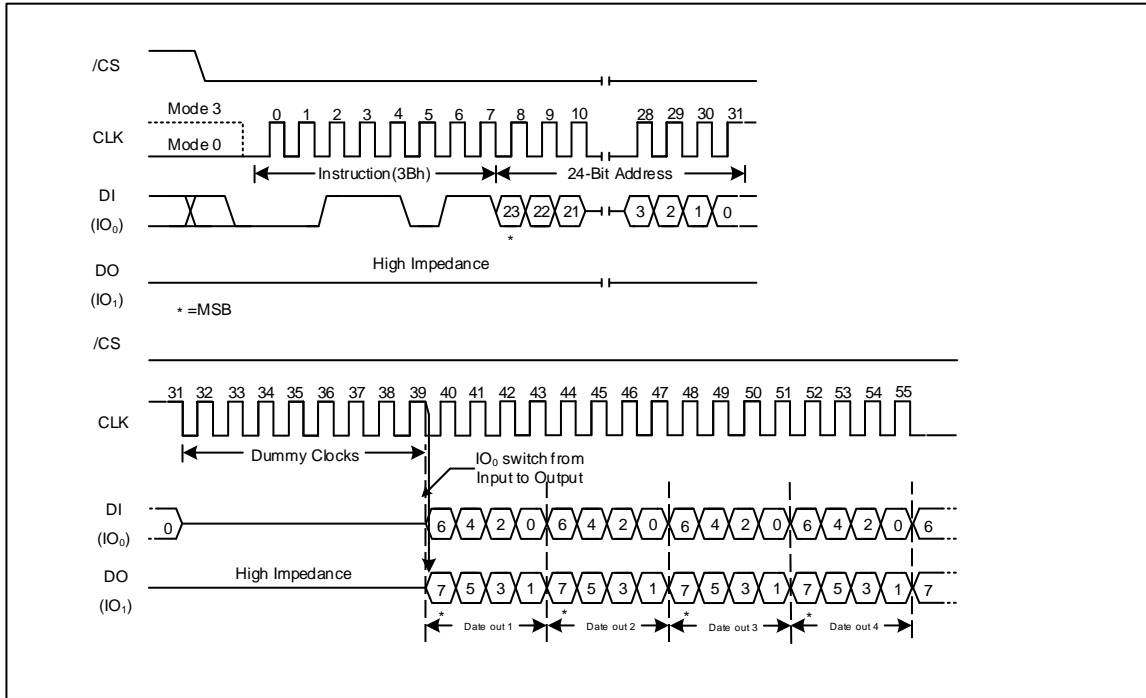 /CS
Mode 3
0 1 2 3 4 5 6 7 8 9 10 28 29 30 31
CLK
Mode 0
Instruction(3Bh) 24-Bit Address
DI
(IO₀)
23 22 21 3 2 1 0
*
High Impedance
DO
(IO₁)
* =MSB
/CS
31 32 33 34 35 36 37 38 39 40 41 42 43 44 45 46 47 48 49 50 51 52 53 54 55
CLK
Dummy Clocks
IO₀ switch from
Input to Output
DI
(IO₀)
0 6 4 2 0 6 4 2 0 6 4 2 0 6 4 2 0 6
High Impedance
DO
(IO₁)
7 5 3 1 7 5 3 1 7 5 3 1 7 5 3 1 7
* * * *
Date out 1 Date out 2 Date out 3 Date out 4